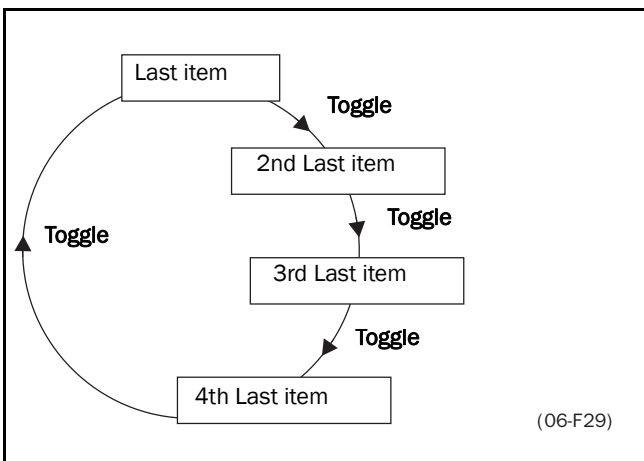 Last item
Toggle
2nd Last item
Toggle
Toggle
3rd Last item
Toggle
4th Last item
(06-F29)